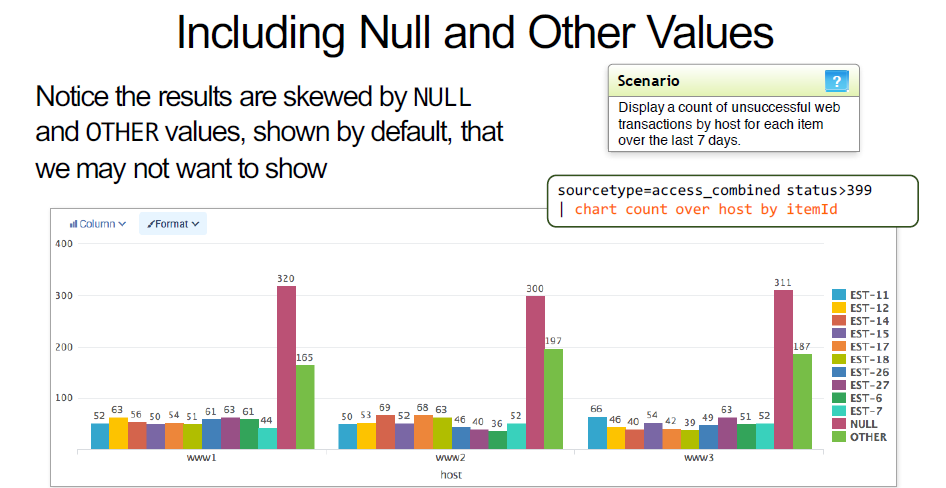 Including Null and Other Values
Notice the results are skewed by NULL
and OTHER values, shown by default, that
we may not want to show
Scenario
?
Display a count of unsuccessful web
transactions by host for each item
over the last 7 days.
sourcetype=access_combined status>399
| chart count over host by itemId
Column
Format
400
300
200
100
52 63 56 50 54 51 61 63 61 44 320 165
50 53 69 52 68 63 46 40 36 52 300 197
66 46 40 54 42 39 49 63 51 52 311 187
www1
www2
www3
host
EST-11
EST-12
EST-14
EST-15
EST-17
EST-18
EST-26
EST-27
EST-6
EST-7
NULL
OTHER